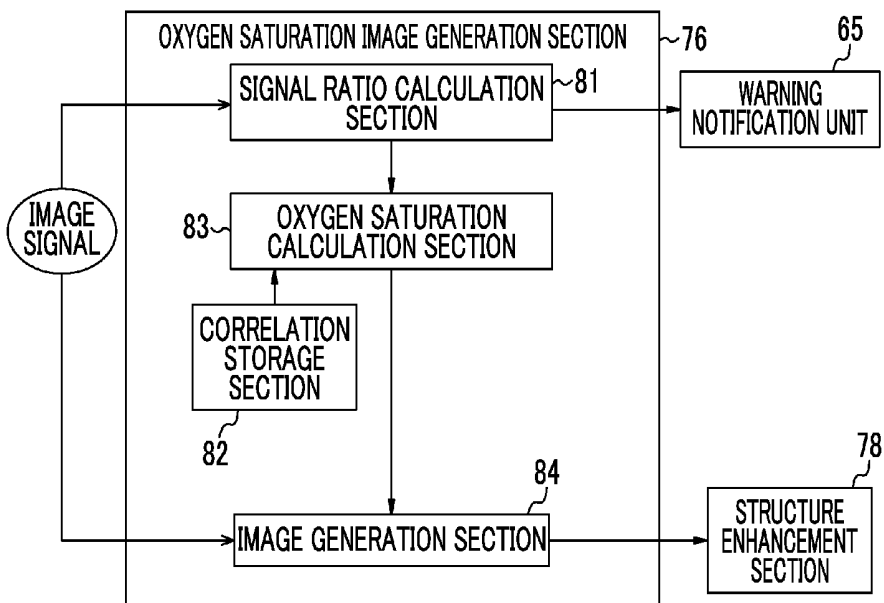 OXYGEN SATURATION IMAGE GENERATION SECTION
76
65
SIGNAL RATIO CALCULATION
SECTION
81
WARNING
NOTIFICATION UNIT
IMAGE
SIGNAL
83
OXYGEN SATURATION
CALCULATION SECTION
CORRELATION
STORAGE
SECTION
82
84
IMAGE GENERATION SECTION
78
STRUCTURE
ENHANCEMENT
SECTION